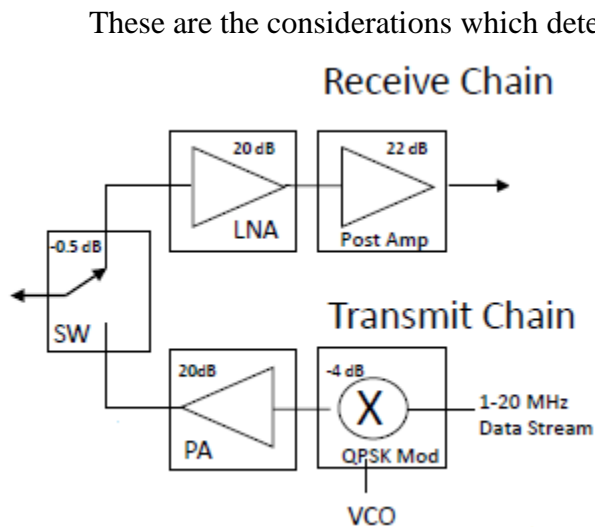 These are the considerations which dete
Receive Chain
20 dB
22 dB
LNA
Post Amp
-0.5 dB
SW
Transmit Chain
20dB
-4 dB
X
1-20 MHz
Data Stream
PA
QPSK Mod
VCO